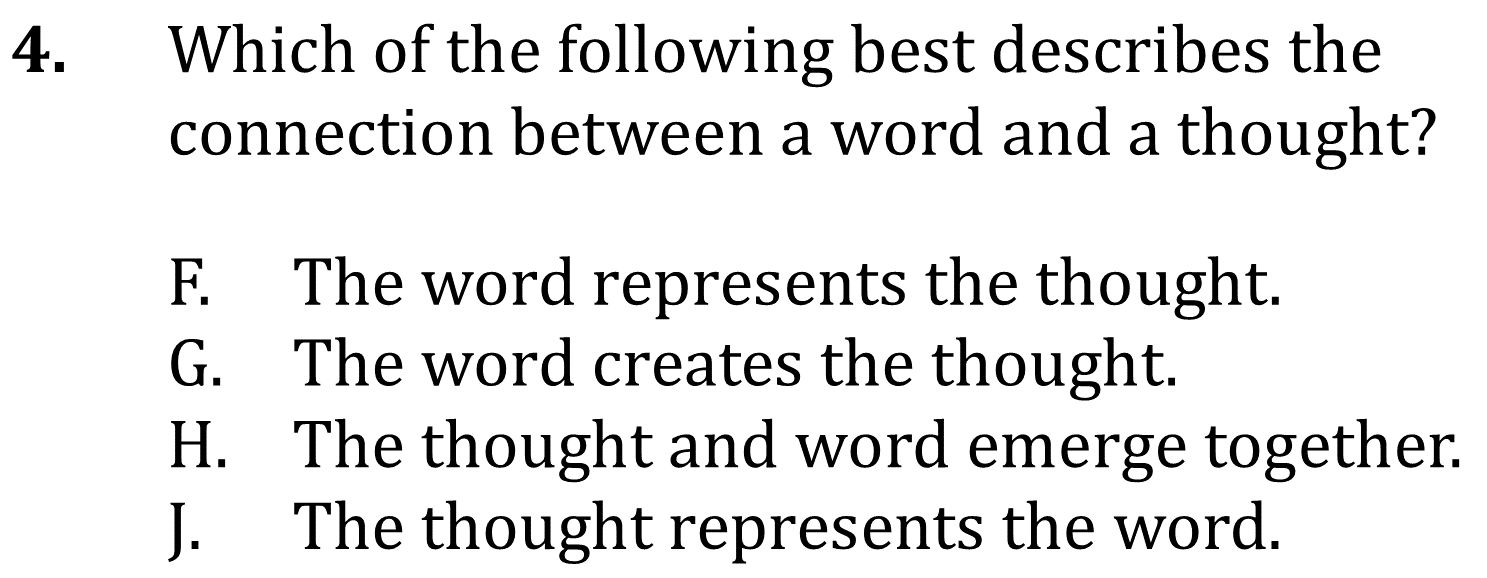 4. Which of the following best describes the
connection between a word and a thought?
F. The word represents the thought.
G. The word creates the thought.
H. The thought and word emerge together.
J. The thought represents the word.